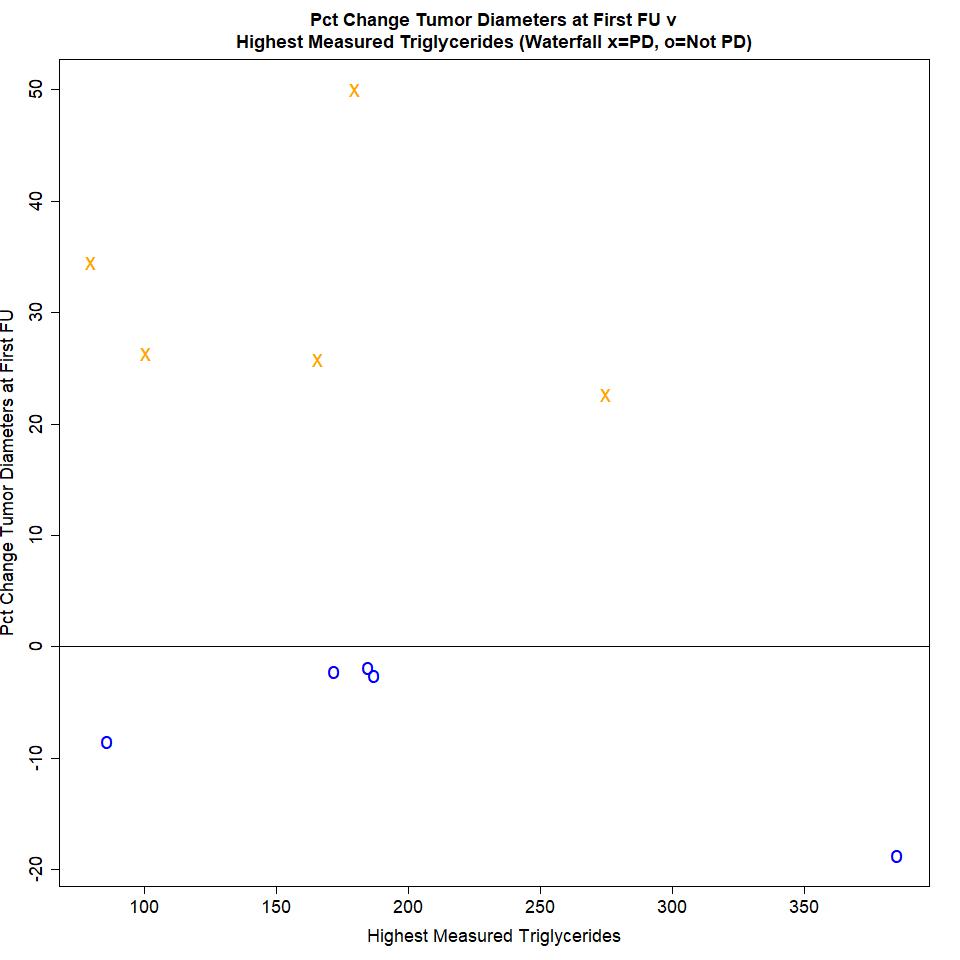 Pct Change Tumor Diameters at First FU v
Highest Measured Triglycerides (Waterfall x=PD, o=Not PD)
Pct Change Tumor Diameters at First FU
50
40
30
20
10
0
-10
-20
X
X
X
X
X
O
O
O
O
O
100
150
200
250
300
350
Highest Measured Triglycerides